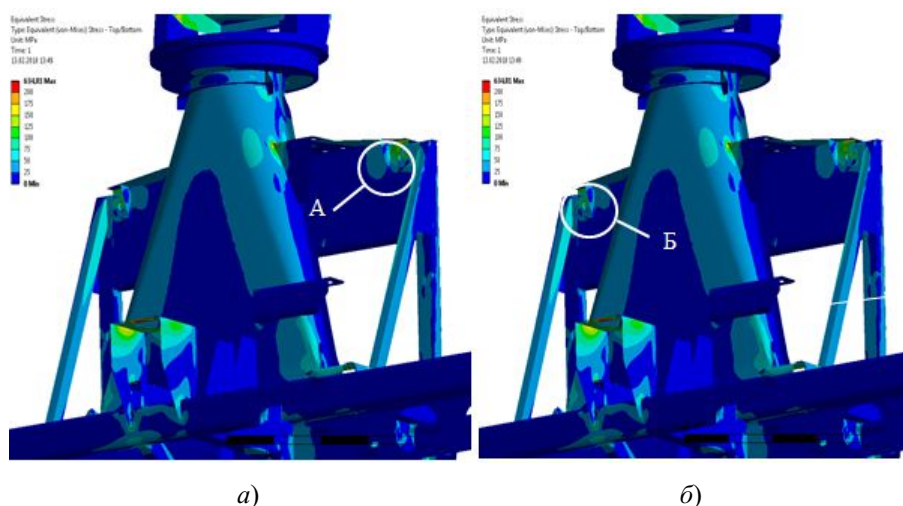 Equivalent Stress
Type: Equivalent (von-Mises) Stress - Top/Bottom
Unit: MPa
Time: 1
200
175
150
125
100
75
50
25
0 Min
А
а)
Equivalent Stress
Type: Equivalent (von-Mises) Stress - Top/Bottom
Unit: MPa
Time: 1
200
175
150
125
100
75
50
25
0 Min
Б
б)